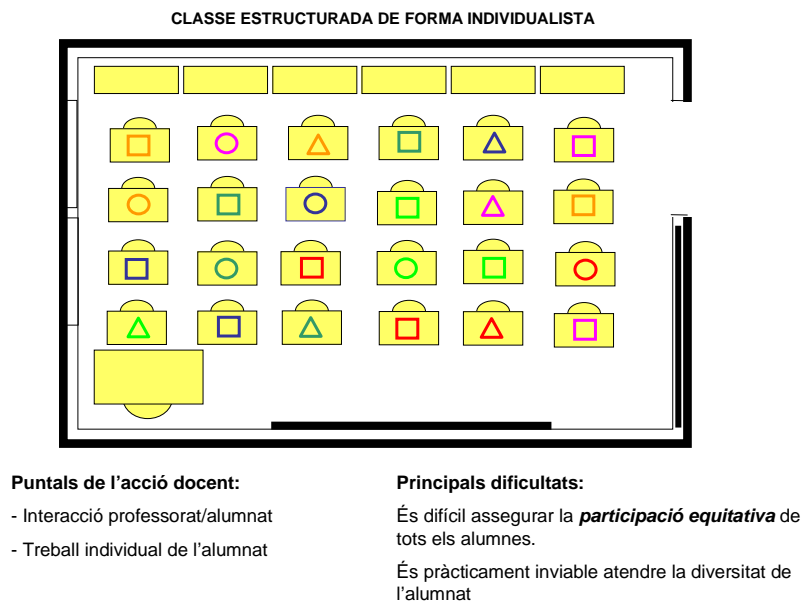 CLASSE ESTRUCTURADA DE FORMA INDIVIDUALISTA
Puntals de l'acció docent:
- Interacció professorat/alumnat
- Treball individual de l'alumnat
Principals dificultats:
És difícil assegurar la participació equitativa de
tots els alumnes.
És pràcticament inviable atendre la diversitat de
l'alumnat